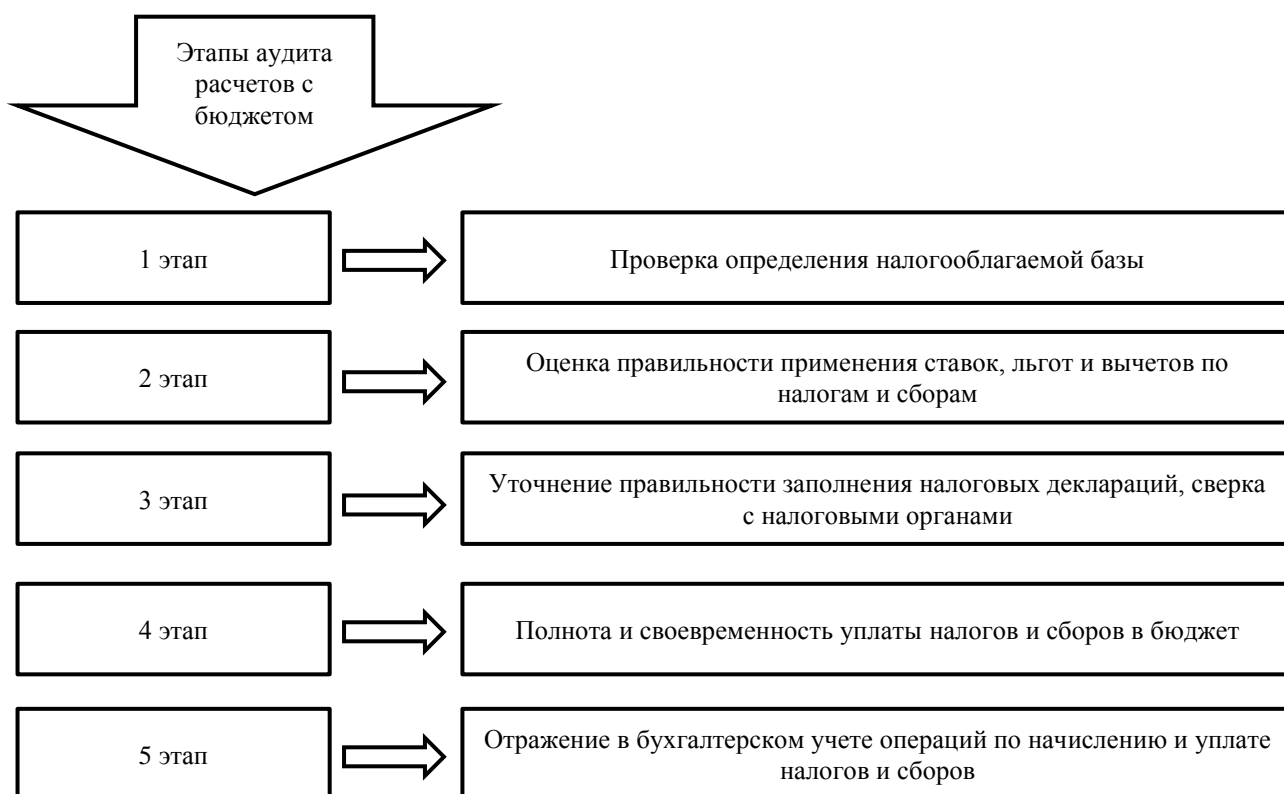 Этапы аудита
расчетов с
бюджетом
1 этап
Проверка определения налогооблагаемой базы
2 этап
Оценка правильности применения ставок, льгот и вычетов по
налогам и сборам
3 этап
Уточнение правильности заполнения налоговых деклараций, сверка
с налоговыми органами
4 этап
Полнота и своевременность уплаты налогов и сборов в бюджет
5 этап
Отражение в бухгалтерском учете операций по начислению и уплате
налогов и сборов